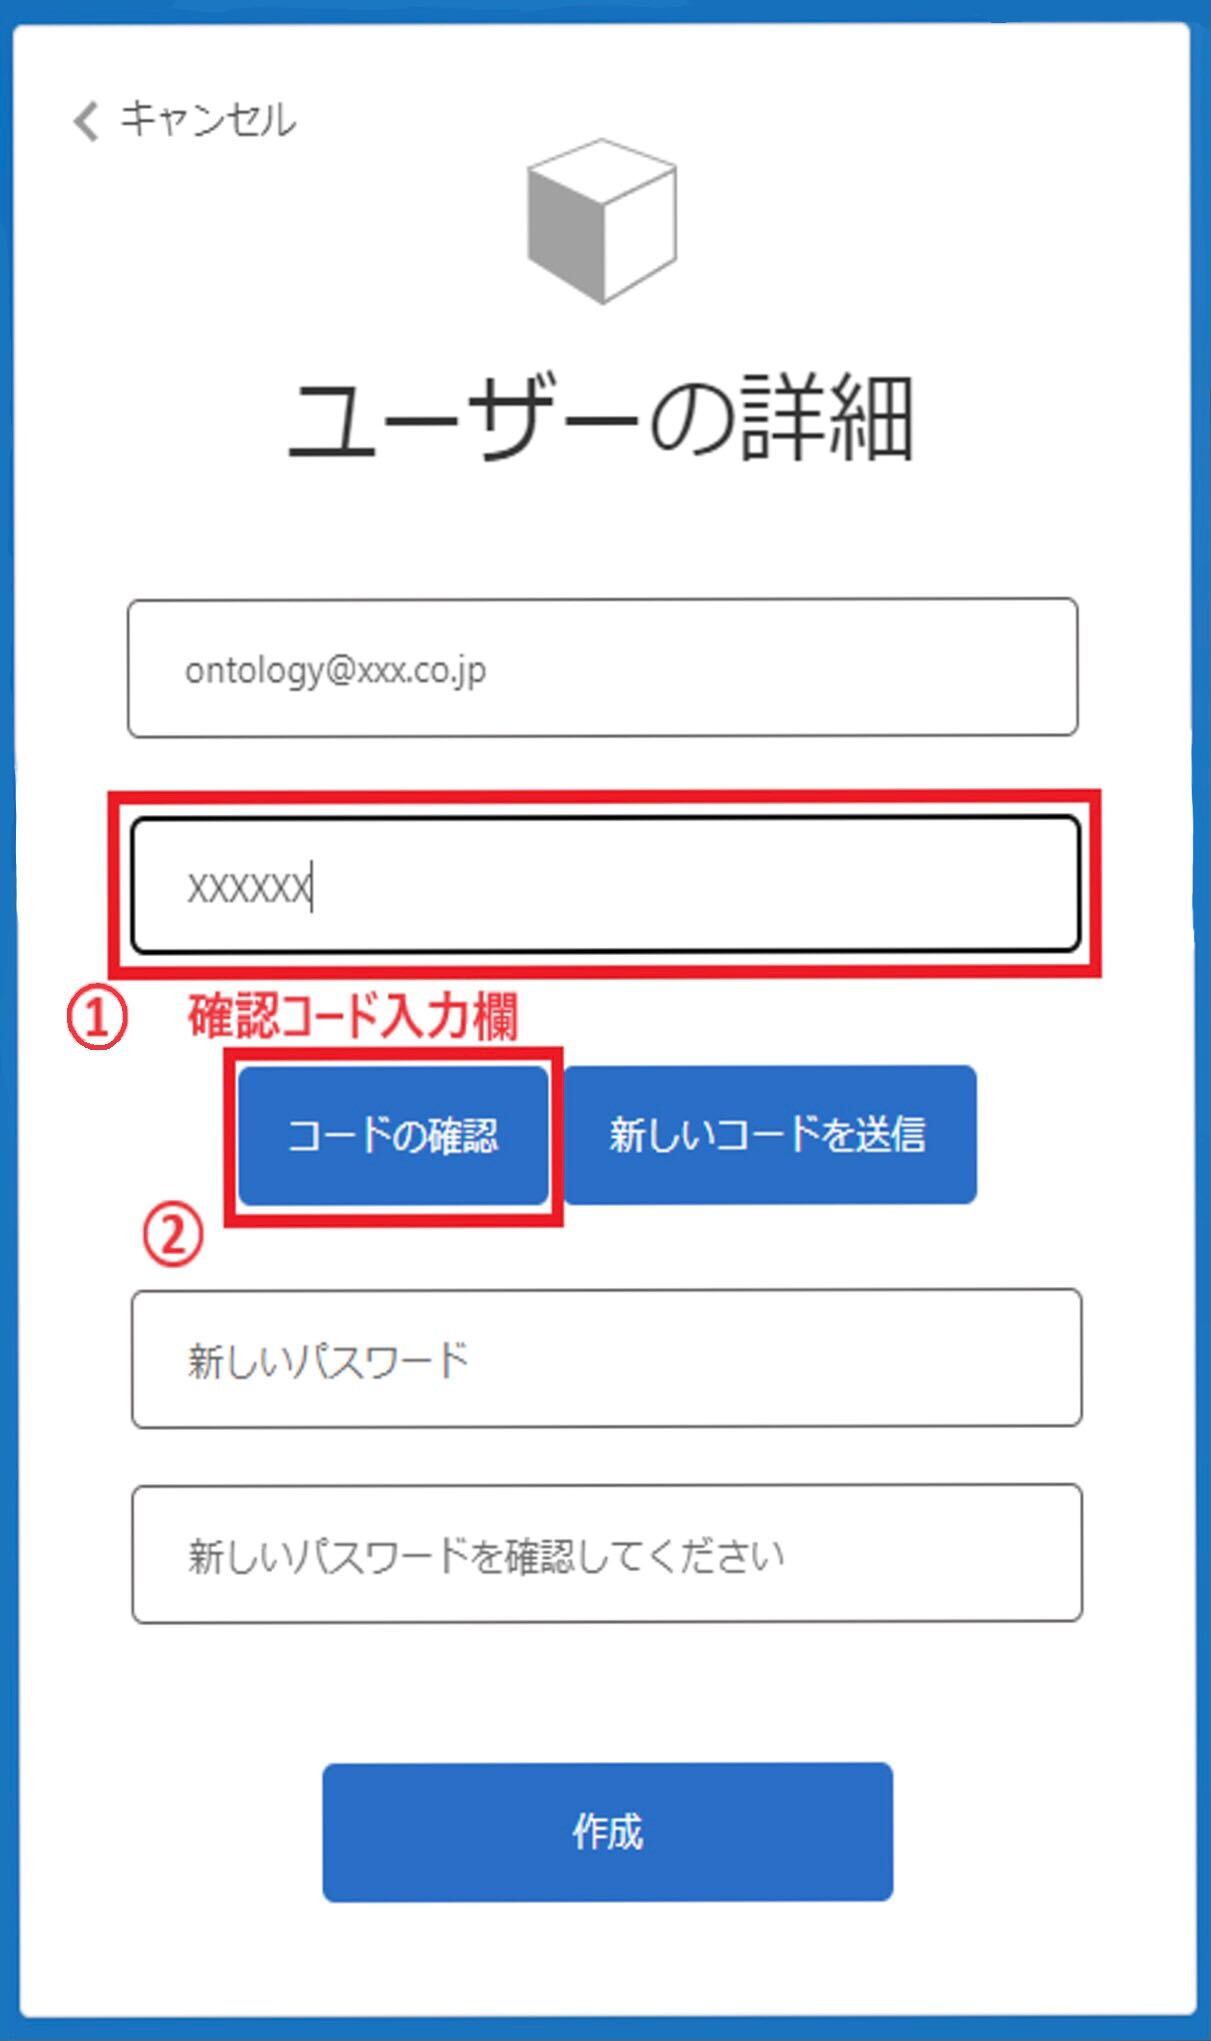 キャンセル
ユーザーの詳細
ontology@xxx.co.jp
XXXXXX
① 確認コード入力欄
コードの確認 新しいコードを送信
②
新しいパスワード
新しいパスワードを確認してください
作成